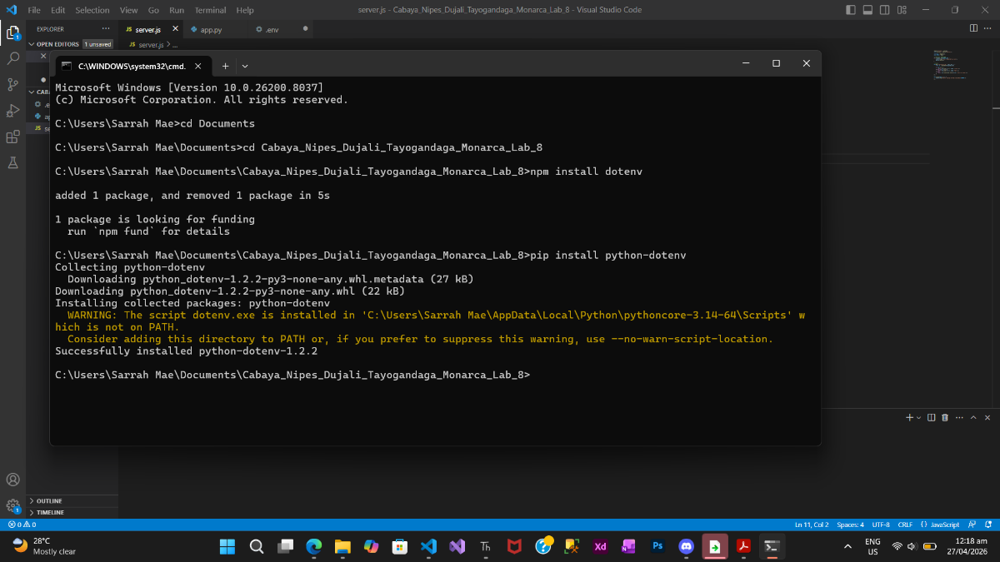 File Edit Selection View Go Run Terminal Help
server.js - Cabaya_Nipes_Dujali_Tayogandaga_Monarca_Lab_8 - Visual Studio Code
EXPLORER
JS server.js
app.py
.env
OPEN EDITORS 1 unsaved
JS server.js > ...
C:\WINDOWS\system32\cmd.
Microsoft Windows [Version 10.0.26200.8037]
(c) Microsoft Corporation. All rights reserved.
C:\Users\Sarrah Mae>cd Documents
C:\Users\Sarrah Mae\Documents>cd Cabaya_Nipes_Dujali_Tayogandaga_Monarca_Lab_8
C:\Users\Sarrah Mae\Documents\Cabaya_Nipes_Dujali_Tayogandaga_Monarca_Lab_8>npm install dotenv
added 1 package, and removed 1 package in 5s
1 package is looking for funding
run `npm fund` for details
C:\Users\Sarrah Mae\Documents\Cabaya_Nipes_Dujali_Tayogandaga_Monarca_Lab_8>pip install python-dotenv
Collecting python-dotenv
Downloading python_dotenv-1.2.2-py3-none-any.whl.metadata (27 kB)
Downloading python_dotenv-1.2.2-py3-none-any.whl (22 kB)
Installing collected packages: python-dotenv
WARNING: The script dotenv.exe is installed in 'C:\Users\Sarrah Mae\AppData\Local\Python\pythoncore-3.14-64\Scripts' w
hich is not on PATH.
Consider adding this directory to PATH or, if you prefer to suppress this warning, use --no-warn-script-location.
Successfully installed python-dotenv-1.2.2
C:\Users\Sarrah Mae\Documents\Cabaya_Nipes_Dujali_Tayogandaga_Monarca_Lab_8>
CAB
JS
OUTLINE
TIMELINE
0 0
Ln 11, Col 2 Spaces: 4 UTF-8 CRLF {} JavaScript
28°C
Mostly clear
Th
Xd
N
Ps
ENG
US
12:18 am
27/04/2026